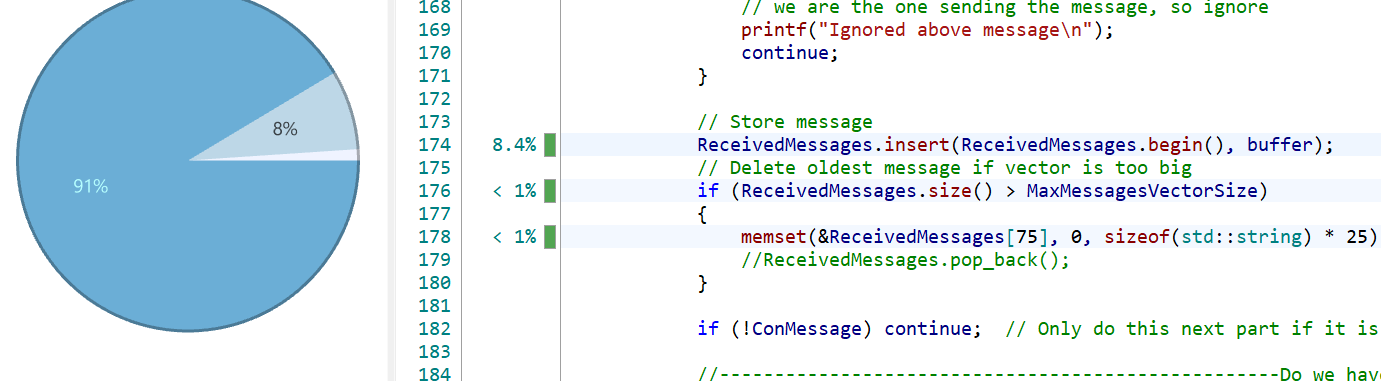 8%
91%
168 // we are the one sending the message, so ignore
169 printf("Ignored above message\n");
170 continue;
171 }
172
173 // Store message
174 8.4% ReceivedMessages.insert(ReceivedMessages.begin(), buffer);
175 // Delete oldest message if vector is too big
176 < 1% if (ReceivedMessages.size() > MaxMessagesVectorSize)
177 {
178 < 1% memset(&ReceivedMessages[75], 0, sizeof(std::string) * 25)
179 //ReceivedMessages.pop_back();
180 }
181
182 if (!ConMessage) continue; // Only do this next part if it is
183
184 //---------------------------------------------------Do we hav